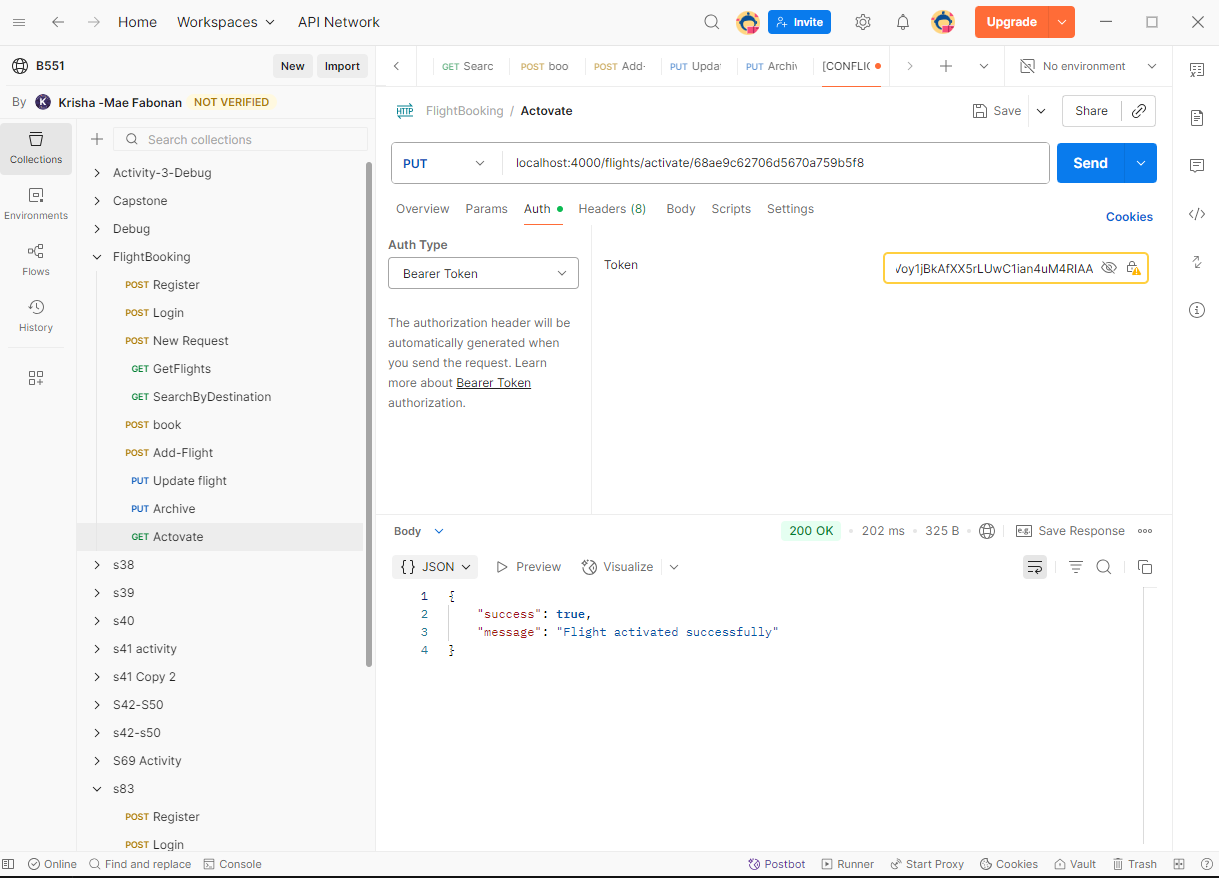 Home Workspaces API Network Invite Upgrade
B551 New Import
By K Krisha -Mae Fabonan NOT VERIFIED
GET Searc POST boo POST Add- PUT Upda PUT Archiv [CONFLIC No environment
Collections
Environments
Flows
History
Search collections
Activity-3-Debug
Capstone
Debug
FlightBooking
POST Register
POST Login
POST New Request
GET GetFlights
GET SearchByDestination
POST book
POST Add-Flight
PUT Update flight
PUT Archive
GET Actovate
s38
s39
s40
s41 activity
s41 Copy 2
S42-S50
s42-s50
S69 Activity
s83
POST Register
POST Login
HTTP FlightBooking / Actovate Save Share
PUT localhost:4000/flights/activate/68ae9c62706d5670a759b5f8 Send
Overview Params Auth Headers (8) Body Scripts Settings Cookies
Auth Type
Bearer Token
Token /oy1jBkAfXX5rLUwC1ian4uM4RIAA
The authorization header will be
automatically generated when
you send the request. Learn
more about Bearer Token
authorization.
Body 200 OK 202 ms 325 B e.g. Save Response
{} JSON Preview Visualize
1 {
2 "success": true,
3 "message": "Flight activated successfully"
4 }
Online Find and replace Console Postbot Runner Start Proxy Cookies Vault Trash